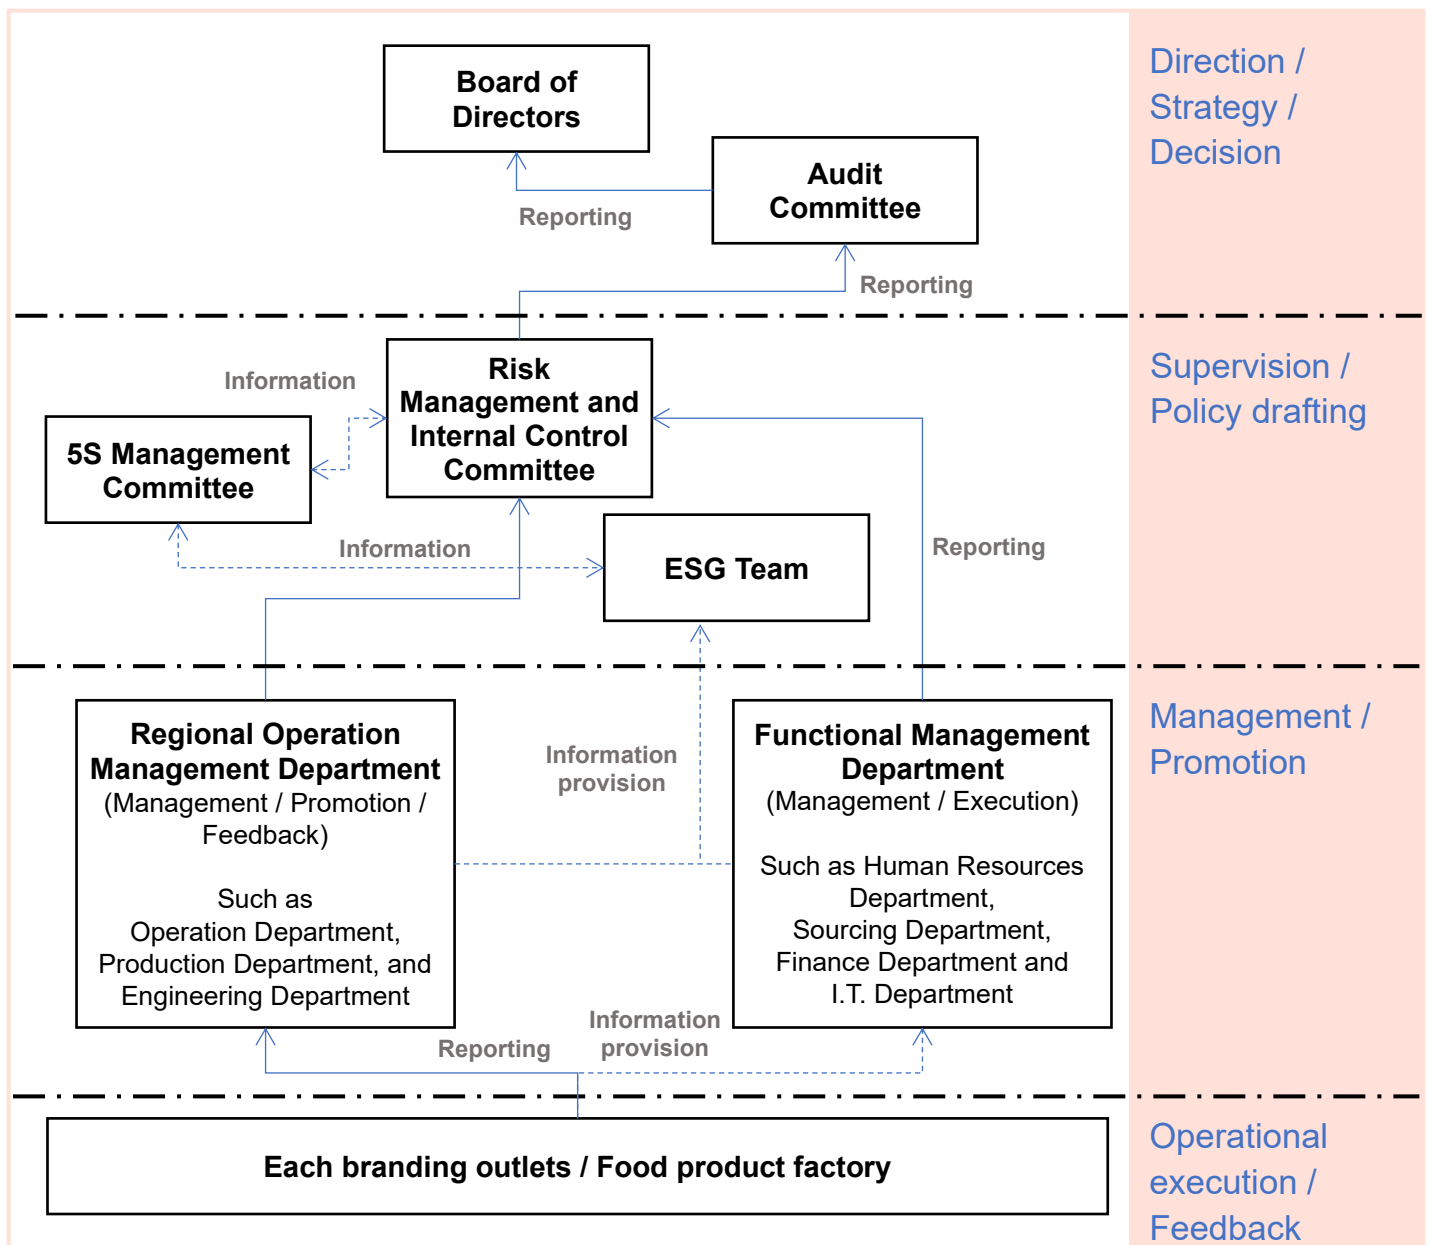 Board of
Directors
Audit
Committee
Reporting
Reporting
Direction /
Strategy /
Decision
Information
Risk
Management and
Internal Control
Committee
5S Management
Committee
Information
ESG Team
Reporting
Supervision /
Policy drafting
Regional Operation
Management Department
(Management / Promotion /
Feedback)
Such as
Operation Department,
Production Department, and
Engineering Department
Information
provision
Functional Management
Department
(Management / Execution)
Such as Human Resources
Department,
Sourcing Department,
Finance Department and
I.T. Department
Management /
Promotion
Reporting
Information
provision
Each branding outlets / Food product factory
Operational
execution /
Feedback